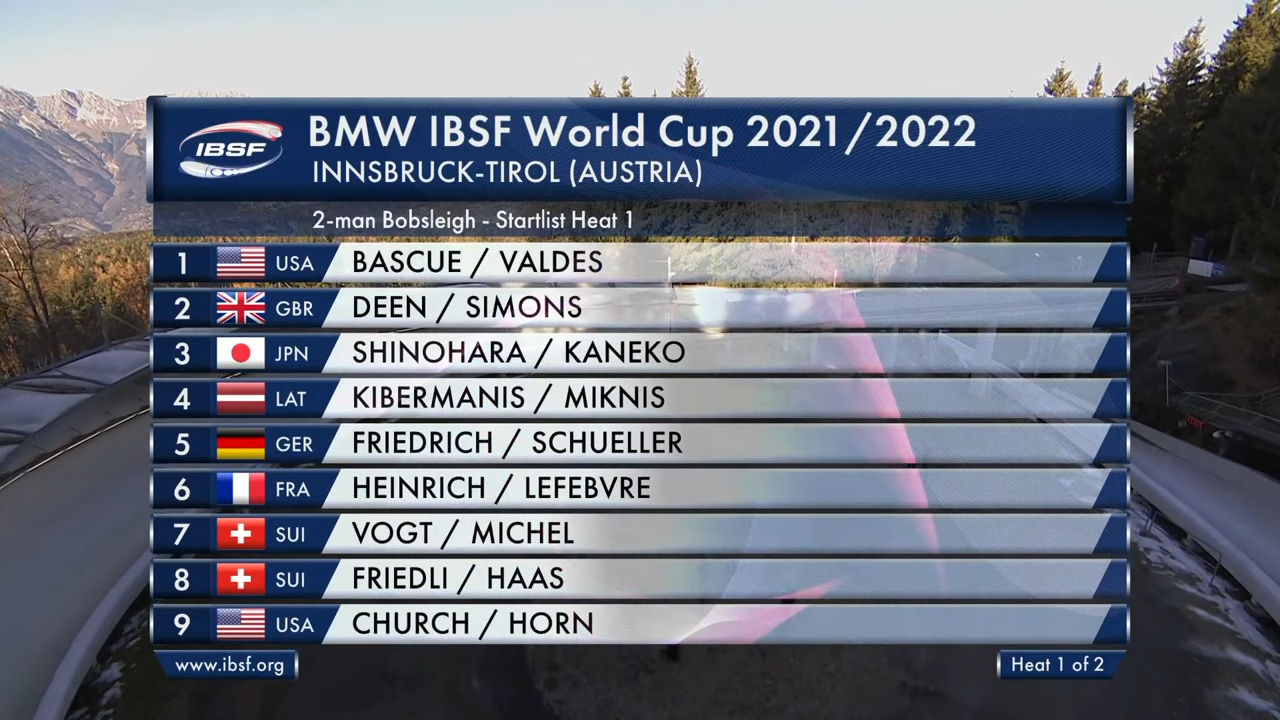 IBSF
BMW IBSF World Cup 2021/2022
INNSBRUCK-TIROL (AUSTRIA)
2-man Bobsleigh - Startlist Heat 1
1 USA BASCUE / VALDES
2 GBR DEEN / SIMONS
3 JPN SHINOHARA / KANEKO
4 LAT KIBERMANIS / MIKNIS
5 GER FRIEDRICH / SCHUELLER
6 FRA HEINRICH / LEFEBVRE
7 SUI VOGT / MICHEL
8 SUI FRIEDLI / HAAS
9 USA CHURCH / HORN
www.ibsf.org
Heat 1 of 2